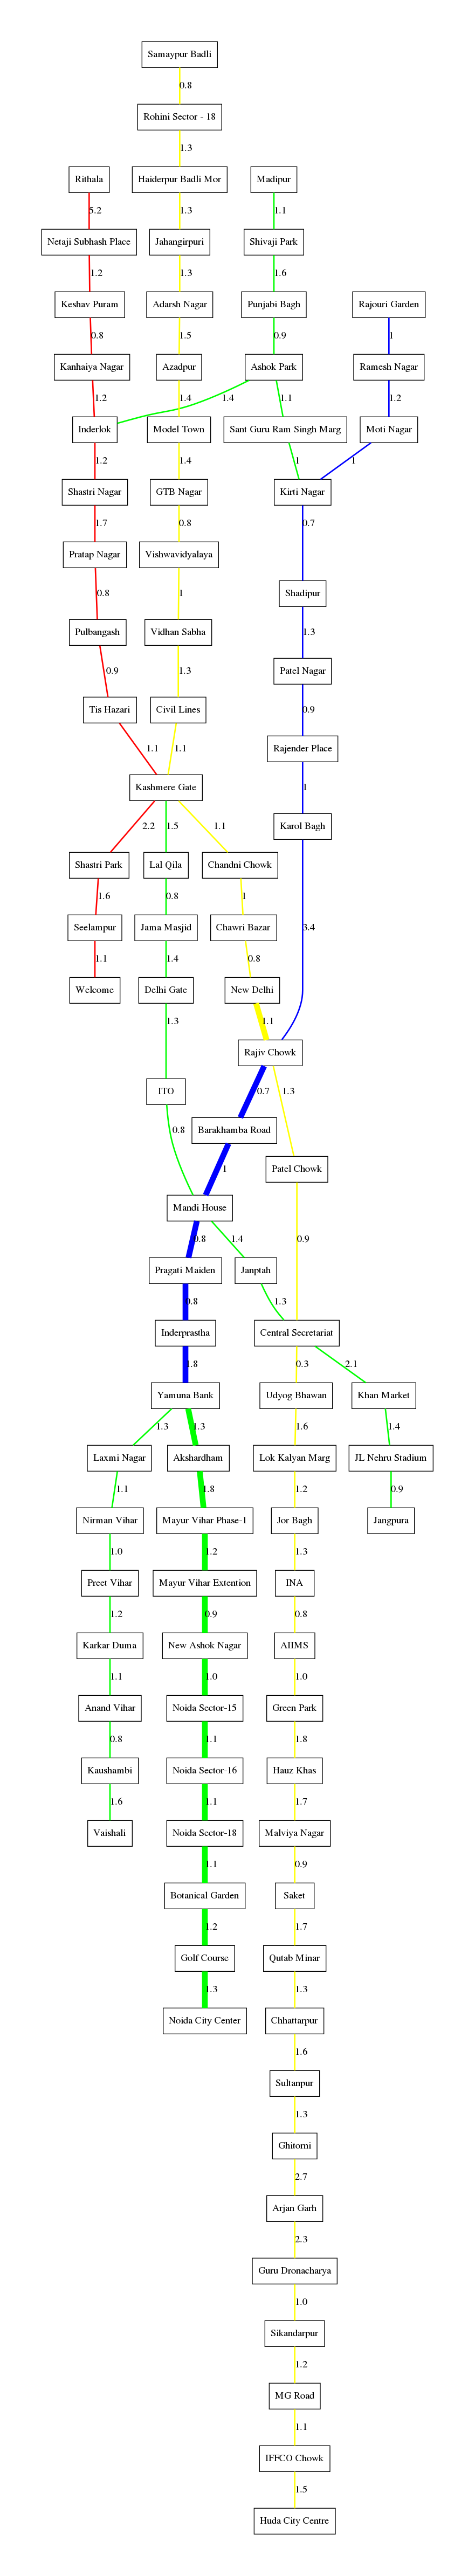 Samaypur Badli
0.8
Rohini Sector - 18
1.3
Rithala
Haiderpur Badli Mor
Madipur
5.2
1.3
1.1
Netaji Subhash Place
Jahangirpuri
Shivaji Park
1.2
1.3
1.6
Keshav Puram
Adarsh Nagar
Punjabi Bagh
Rajouri Garden
0.8
1.5
0.9
1
Kanhaiya Nagar
Azadpur
Ashok Park
Ramesh Nagar
1.2
1.4
1.4
1.1
1.2
Inderlok
Model Town
Sant Guru Ram Singh Marg
Moti Nagar
1.2
1.4
1
1
Shastri Nagar
GTB Nagar
Kirti Nagar
1.7
0.8
0.7
Pratap Nagar
Vishwavidyalaya
0.8
1
Shadipur
Pulbangash
Vidhan Sabha
1.3
0.9
1.3
Patel Nagar
Tis Hazari
Civil Lines
0.9
1.1
1.1
Rajender Place
Kashmere Gate
1
2.2
1.5
1.1
Karol Bagh
Shastri Park
Lal Qila
Chandni Chowk
1.6
0.8
1
3.4
Seelampur
Jama Masjid
Chawri Bazar
1.1
1.4
0.8
Welcome
Delhi Gate
New Delhi
1.3
1.1
Rajiv Chowk
ITO
0.7
1.3
0.8
Barakhamba Road
1
Patel Chowk
Mandi House
0.8
1.4
0.9
Pragati Maiden
Janptah
0.8
1.3
Inderprastha
Central Secretariat
1.8
0.3
2.1
Yamuna Bank
Udyog Bhawan
Khan Market
1.3
1.3
1.6
1.4
Laxmi Nagar
Akshardham
Lok Kalyan Marg
JL Nehru Stadium
1.1
1.8
1.2
0.9
Nirman Vihar
Mayur Vihar Phase-1
Jor Bagh
Jangpura
1.0
1.2
1.3
Preet Vihar
Mayur Vihar Extention
INA
1.2
0.9
0.8
Karkar Duma
New Ashok Nagar
AIIMS
1.1
1.0
1.0
Anand Vihar
Noida Sector-15
Green Park
0.8
1.1
1.8
Kaushambi
Noida Sector-16
Hauz Khas
1.6
1.1
1.7
Vaishali
Noida Sector-18
Malviya Nagar
1.1
0.9
Botanical Garden
Saket
1.2
1.7
Golf Course
Qutab Minar
1.3
1.3
Noida City Center
Chhattarpur
1.6
Sultanpur
1.3
Ghitorni
2.7
Arjan Garh
2.3
Guru Dronacharya
1.0
Sikandarpur
1.2
MG Road
1.1
IFFCO Chowk
1.5
Huda City Centre